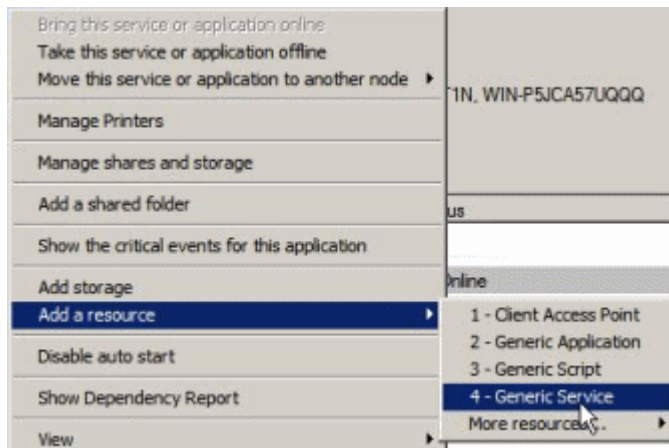 Bring this service or application online
Take this service or application offline
Move this service or application to another node
T1N, WIN-P5JCA57UQQQ
Manage Printers
Manage shares and storage
Add a shared folder
us
Show the critical events for this application
Add storage
Online
Add a resource
1 - Client Access Point
2 - Generic Application
Disable auto start
3 - Generic Script
Show Dependency Report
4 - Generic Service
More resources...
View